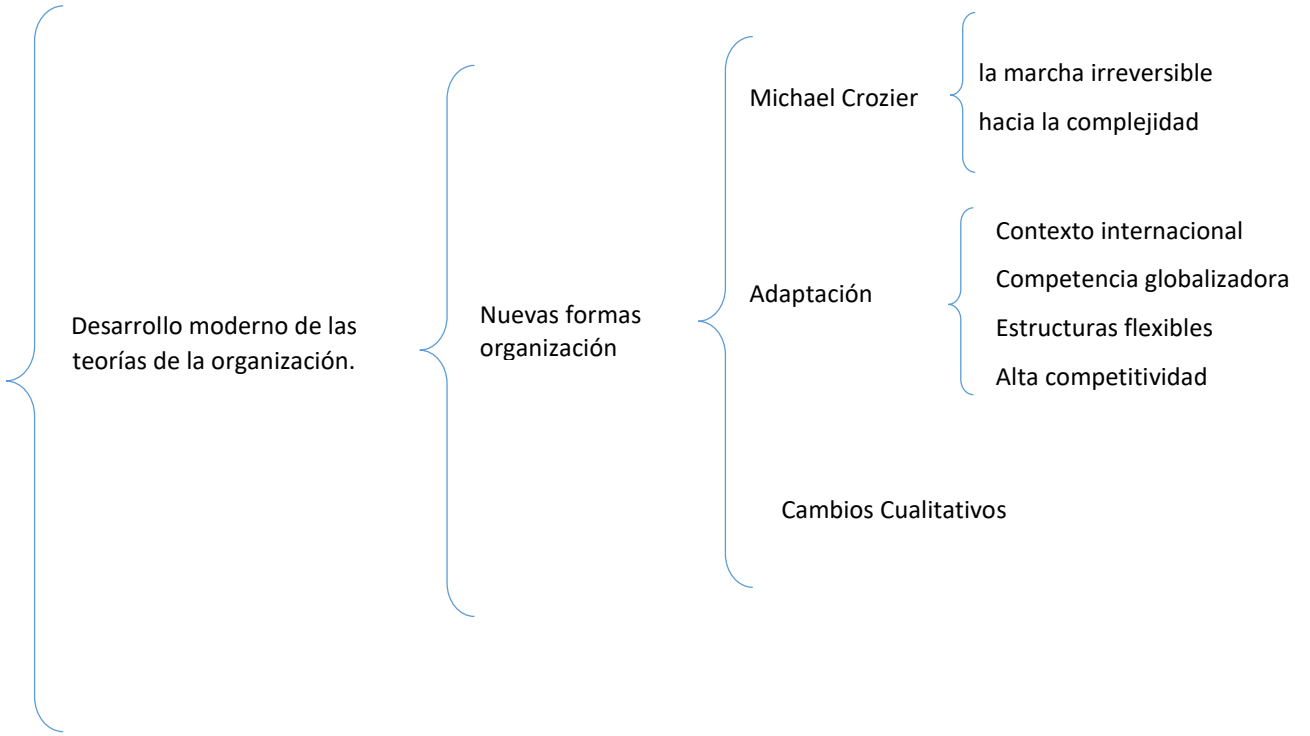 Desarrollo moderno de las
teorías de la organización.
Nuevas formas
organización
Michael Crozier
la marcha irreversible
hacia la complejidad
Adaptación
Contexto internacional
Competencia globalizadora
Estructuras flexibles
Alta competitividad
Cambios Cualitativos